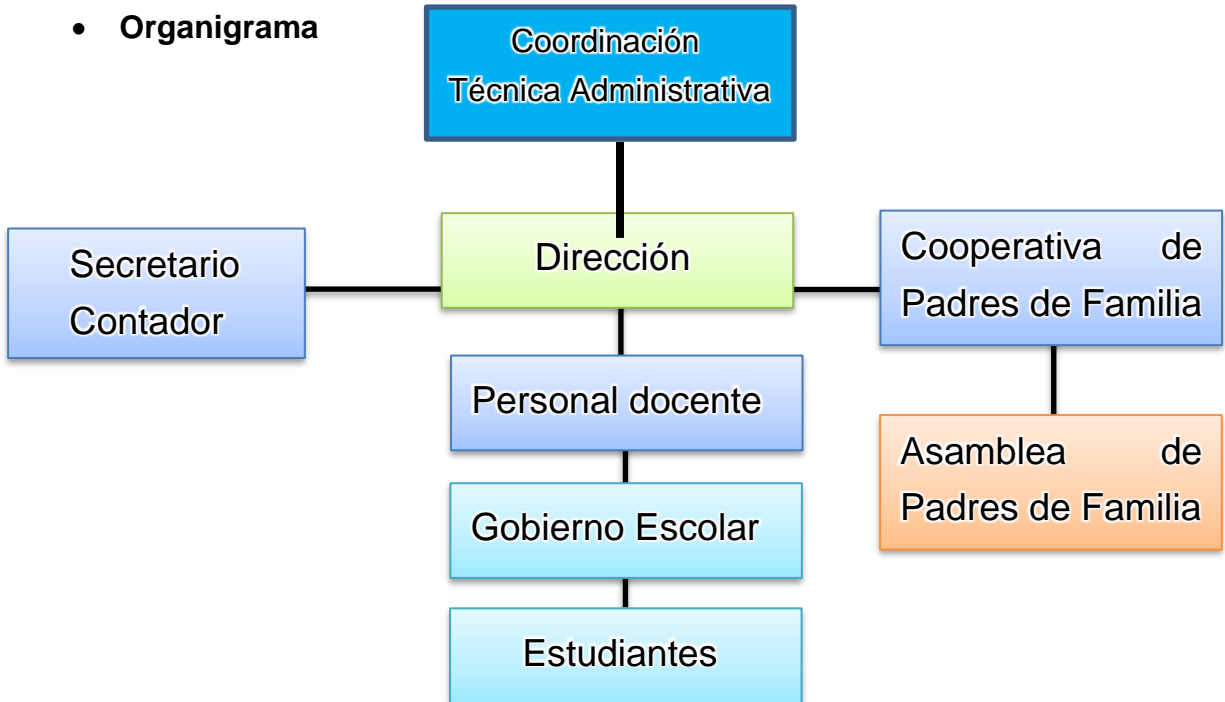 • Organigrama
Coordinación
Técnica Administrativa
Secretario
Contador
Dirección
Cooperativa de
Padres de Familia
Personal docente
Asamblea de
Padres de Familia
Gobierno Escolar
Estudiantes